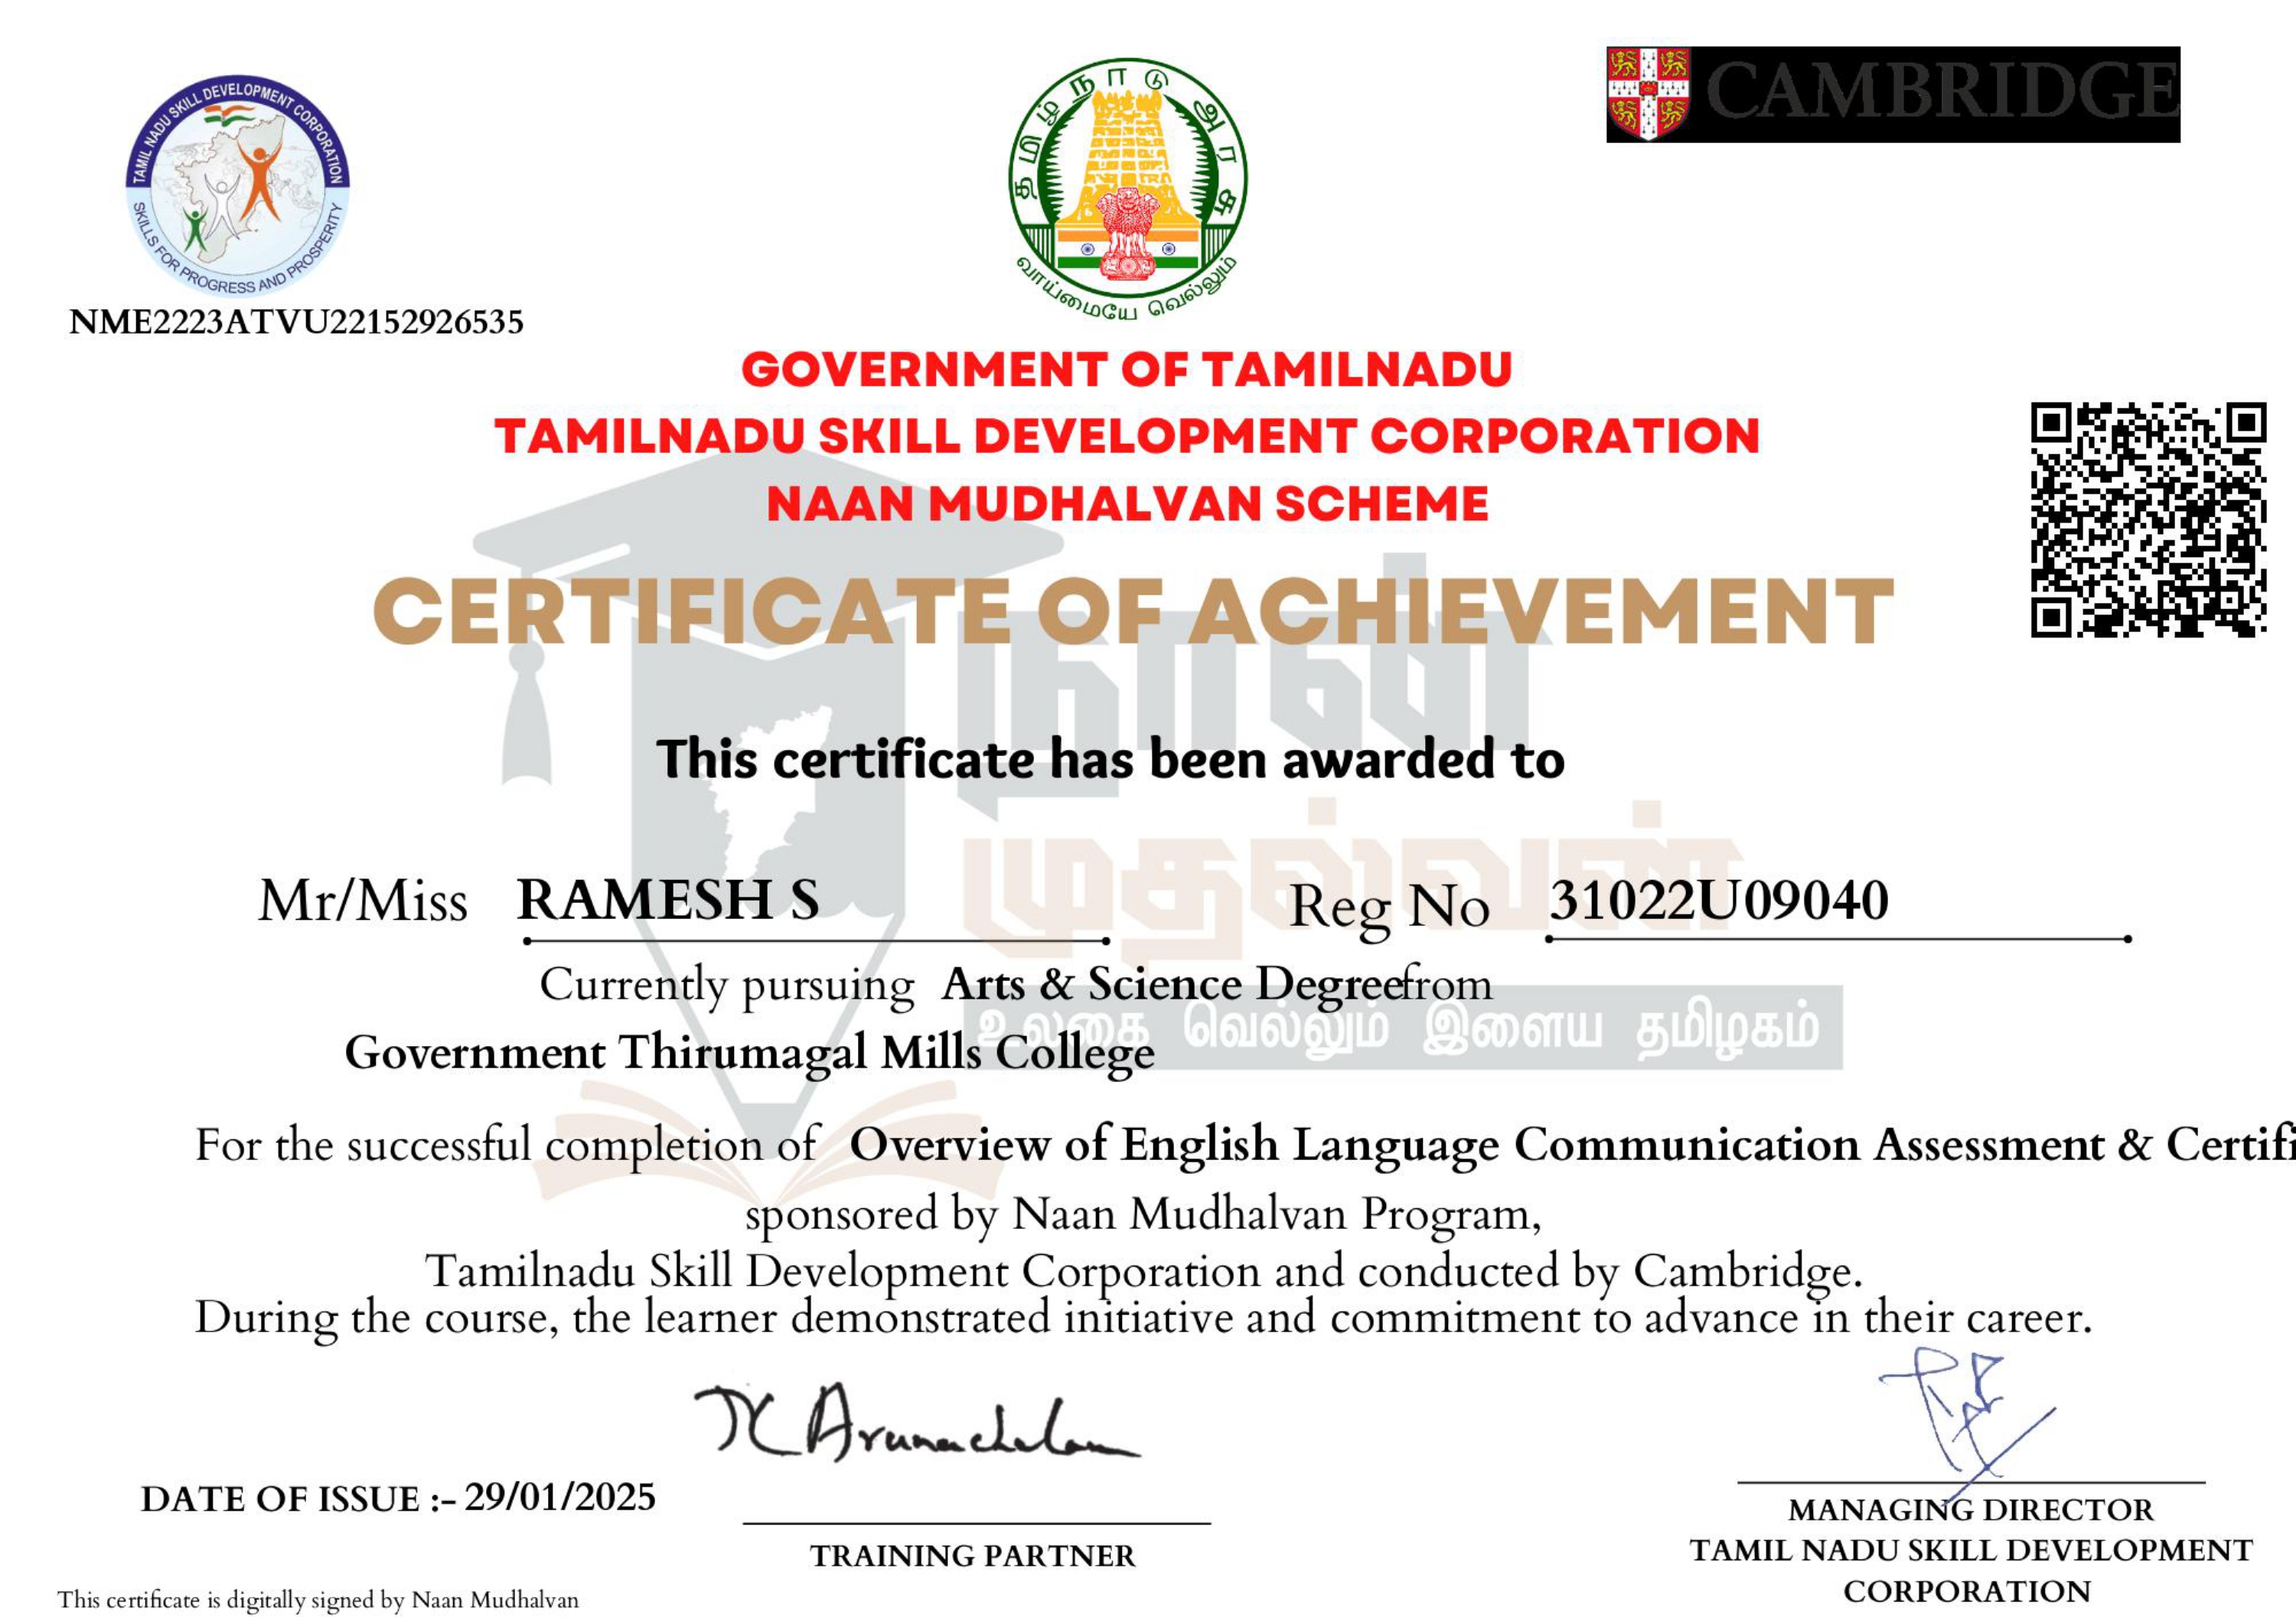 TAMIL NADU SKILL DEVELOPMENT CORPORATION
SKILLS FOR PROGRESS AND PROSPERITY
தமிழ் நாடு அரசு
வாய்மையே வெல்லும்
CAMBRIDGE
NME2223ATVU22152926535
GOVERNMENT OF TAMILNADU
TAMILNADU SKILL DEVELOPMENT CORPORATION
NAAN MUDHALVAN SCHEME
CERTIFICATE OF ACHIEVEMENT
நான்
This certificate has been awarded to
முதல்வன்
Mr/Miss RAMESH S Reg No 31022U09040
Currently pursuing Arts & Science Degreefrom
உலகை வெல்லும் இளைய தமிழகம்
Government Thirumagal Mills College
For the successful completion of Overview of English Language Communication Assessment & Certifi
sponsored by Naan Mudhalvan Program,
Tamilnadu Skill Development Corporation and conducted by Cambridge.
During the course, the learner demonstrated initiative and commitment to advance in their career.
K Arunachalam
DATE OF ISSUE :- 29/01/2025
TRAINING PARTNER
MANAGING DIRECTOR
TAMIL NADU SKILL DEVELOPMENT
CORPORATION
This certificate is digitally signed by Naan Mudhalvan